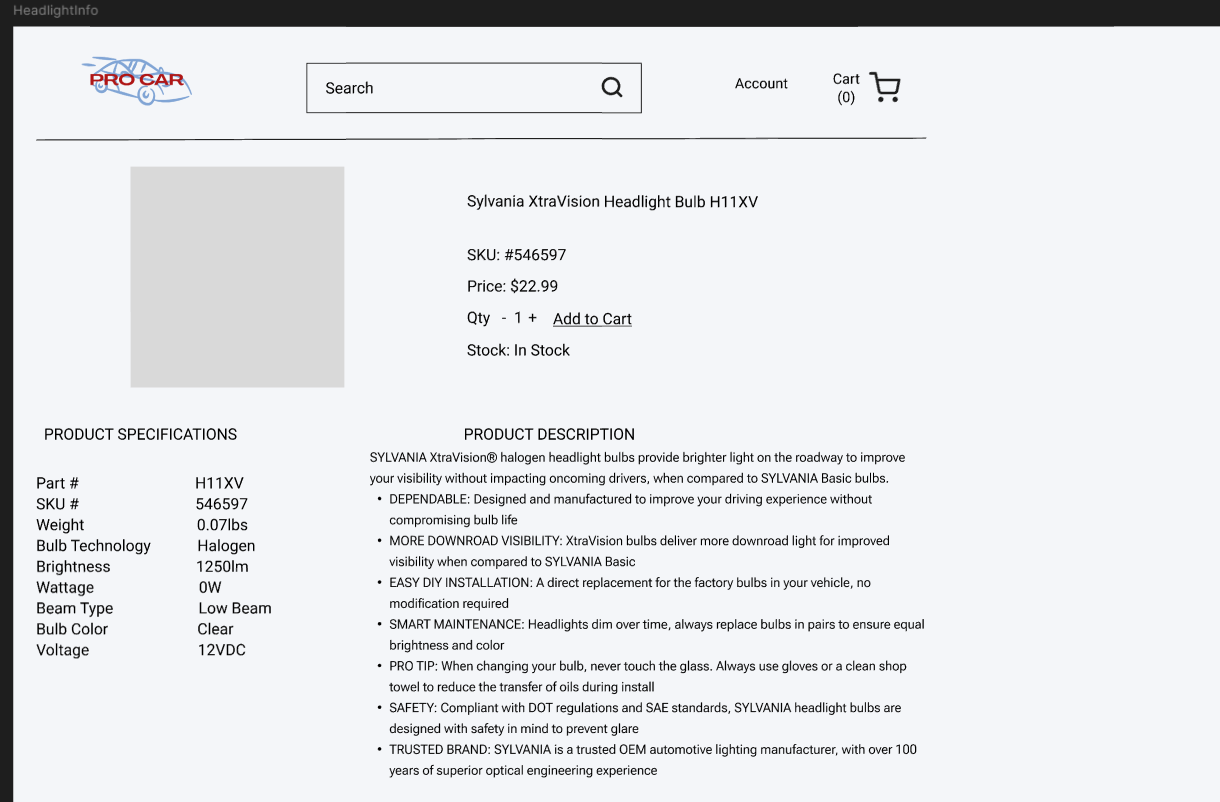 HeadlightInfo
PRO CAR
Search
Account
Cart
(0)
Sylvania XtraVision Headlight Bulb H11XV
SKU: #546597
Price: $22.99
Qty - 1 + Add to Cart
Stock: In Stock
PRODUCT SPECIFICATIONS
Part # H11XV
SKU # 546597
Weight 0.07lbs
Bulb Technology Halogen
Brightness 1250lm
Wattage 0W
Beam Type Low Beam
Bulb Color Clear
Voltage 12VDC
PRODUCT DESCRIPTION
SYLVANIA XtraVision® halogen headlight bulbs provide brighter light on the roadway to improve
your visibility without impacting oncoming drivers, when compared to SYLVANIA Basic bulbs.
• DEPENDABLE: Designed and manufactured to improve your driving experience without
compromising bulb life
• MORE DOWNROAD VISIBILITY: XtraVision bulbs deliver more downroad light for improved
visibility when compared to SYLVANIA Basic
• EASY DIY INSTALLATION: A direct replacement for the factory bulbs in your vehicle, no
modification required
• SMART MAINTENANCE: Headlights dim over time, always replace bulbs in pairs to ensure equal
brightness and color
• PRO TIP: When changing your bulb, never touch the glass. Always use gloves or a clean shop
towel to reduce the transfer of oils during install
• SAFETY: Compliant with DOT regulations and SAE standards, SYLVANIA headlight bulbs are
designed with safety in mind to prevent glare
• TRUSTED BRAND: SYLVANIA is a trusted OEM automotive lighting manufacturer, with over 100
years of superior optical engineering experience